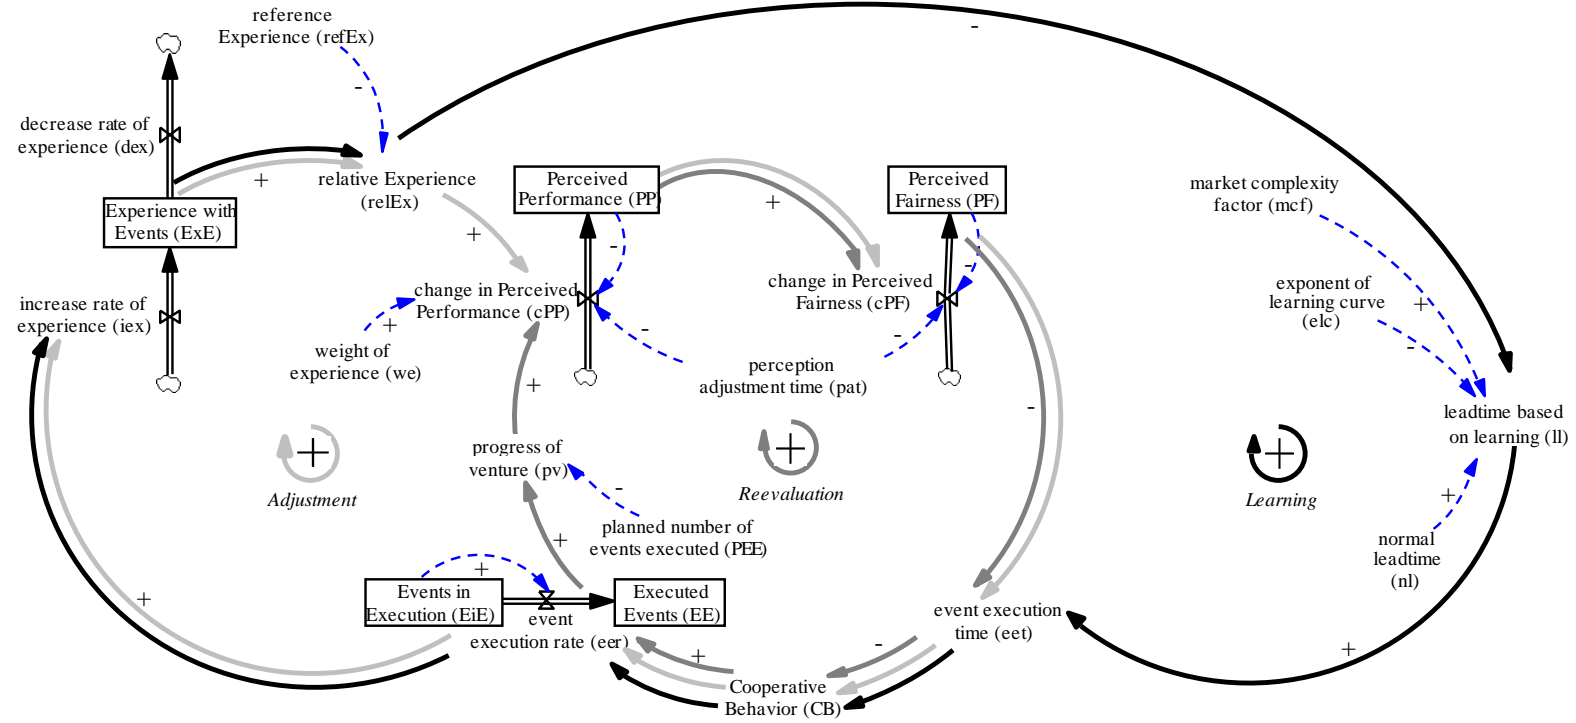 reference
Experience (refEx)
-
-
decrease rate of
experience (dex)
+
relative Experience
(relEx)
Perceived
Performance (PP)
+
Perceived
Fairness (PF)
market complexity
factor (mcf)
Experience with
Events (ExE)
+
-
-
change in Perceived
Performance (cPP)
change in Perceived
Fairness (cPF)
exponent of
learning curve
(elc)
+
-
increase rate of
experience (iex)
+
-
-
weight of
experience (we)
perception
adjustment time (pat)
+
-
leadtime based
on learning (ll)
progress of
venture (pv)
+
Adjustment
+
Reevaluation
+
Learning
-
+
planned number of
events executed (PEE)
normal
leadtime
(nl)
+
+
Events in
Execution (EiE)
Executed
Events (EE)
event
execution rate (eer)
+
event execution
time (eet)
+
-
+
Cooperative
Behavior (CB)